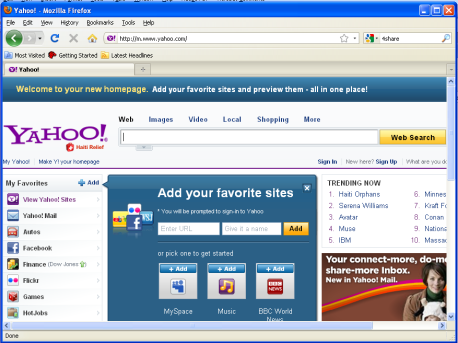 Yahoo! - Mozilla Firefox
File Edit View History Bookmarks Tools Help
http://m.www.yahoo.com/
4share
Most Visited Getting Started Latest Headlines
Yahoo!
Welcome to your new homepage. Add your favorite sites and preview them - all in one place!
Web Images Video Local Shopping More
YAHOO!
Web Search
Haiti Relief
My Yahoo! Make Y! your homepage
Sign In New here? Sign Up What are you do
My Favorites + Add
View Yahoo! Sites
Yahoo! Mail
Autos
Facebook
Finance (Dow Jones)
Flickr
Games
HotJobs
Add your favorite sites
* You will be prompted to sign-in to Yahoo
Enter URL Give it a name Add
or pick one to get started
+ Add + Add + Add
BBC
NEWS
MySpace Music BBC World
News
TRENDING NOW
1. Haiti Orphans 6. Minnes
2. Serena Williams 7. Kraft Fo
3. Avatar 8. Conan
4. Muse 9. Nationa
5. IBM 10. Massac
Your connect-more, do-mo
share-more Inbox.
New in Yahoo! Mail.
Done